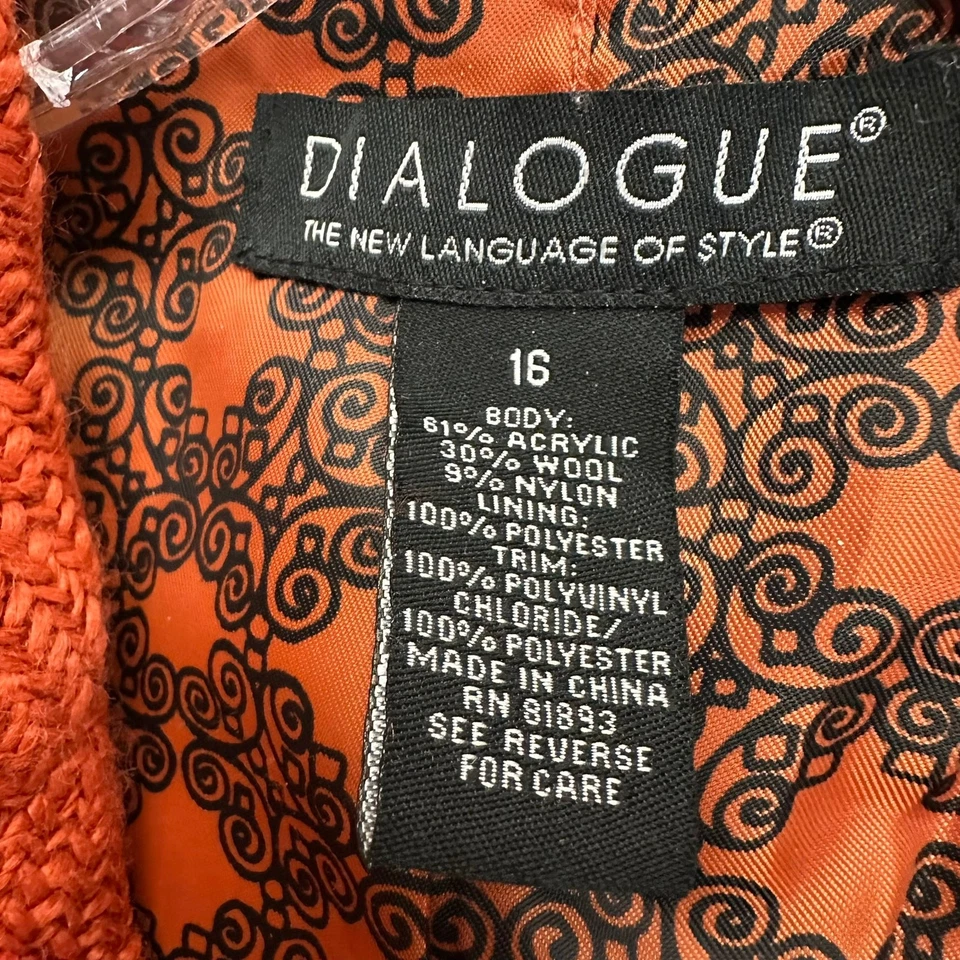 DIALOGUE®
THE NEW LANGUAGE OF STYLE®
16
BODY:
61% ACRYLIC
30% WOOL
9% NYLON
LINING:
100% POLYESTER
TRIM:
100% POLYVINYL
CHLORIDE/
100% POLYESTER
MADE IN CHINA
RN 81893
SEE REVERSE
FOR CARE